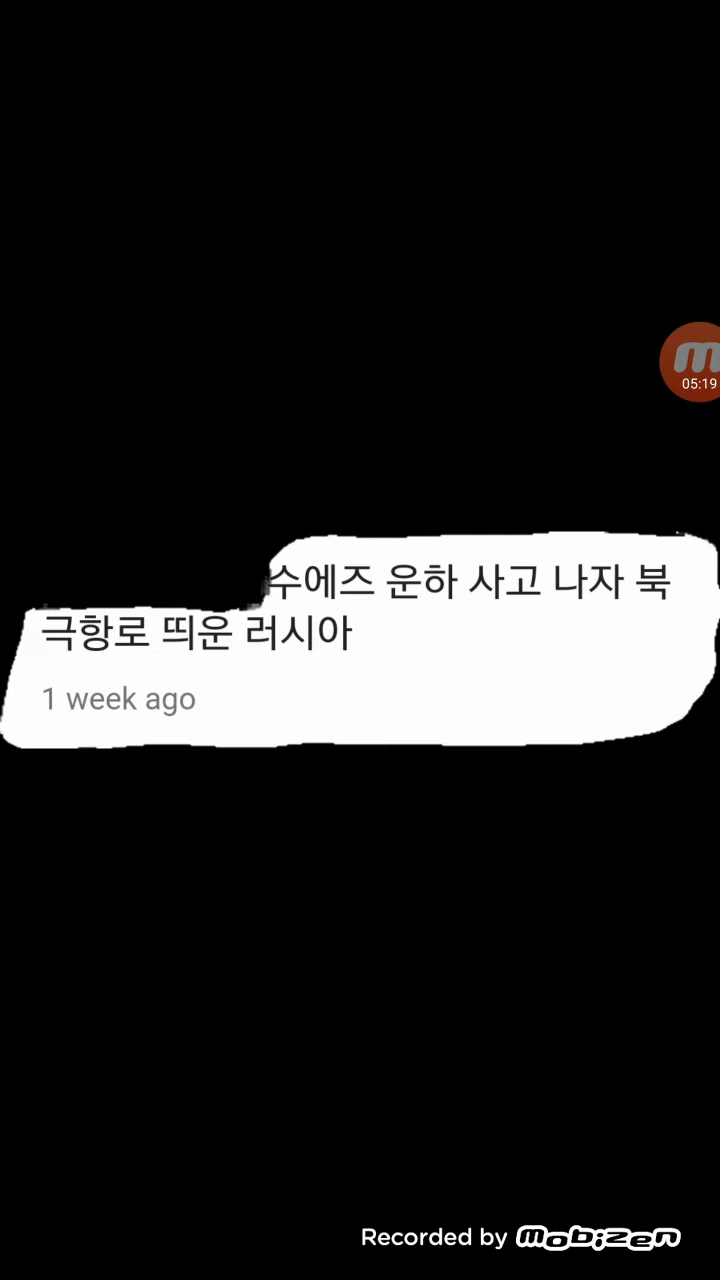 m
05:19
수에즈 운하 사고 나자 북
극항로 띄운 러시아
1 week ago
Recorded by mobizen